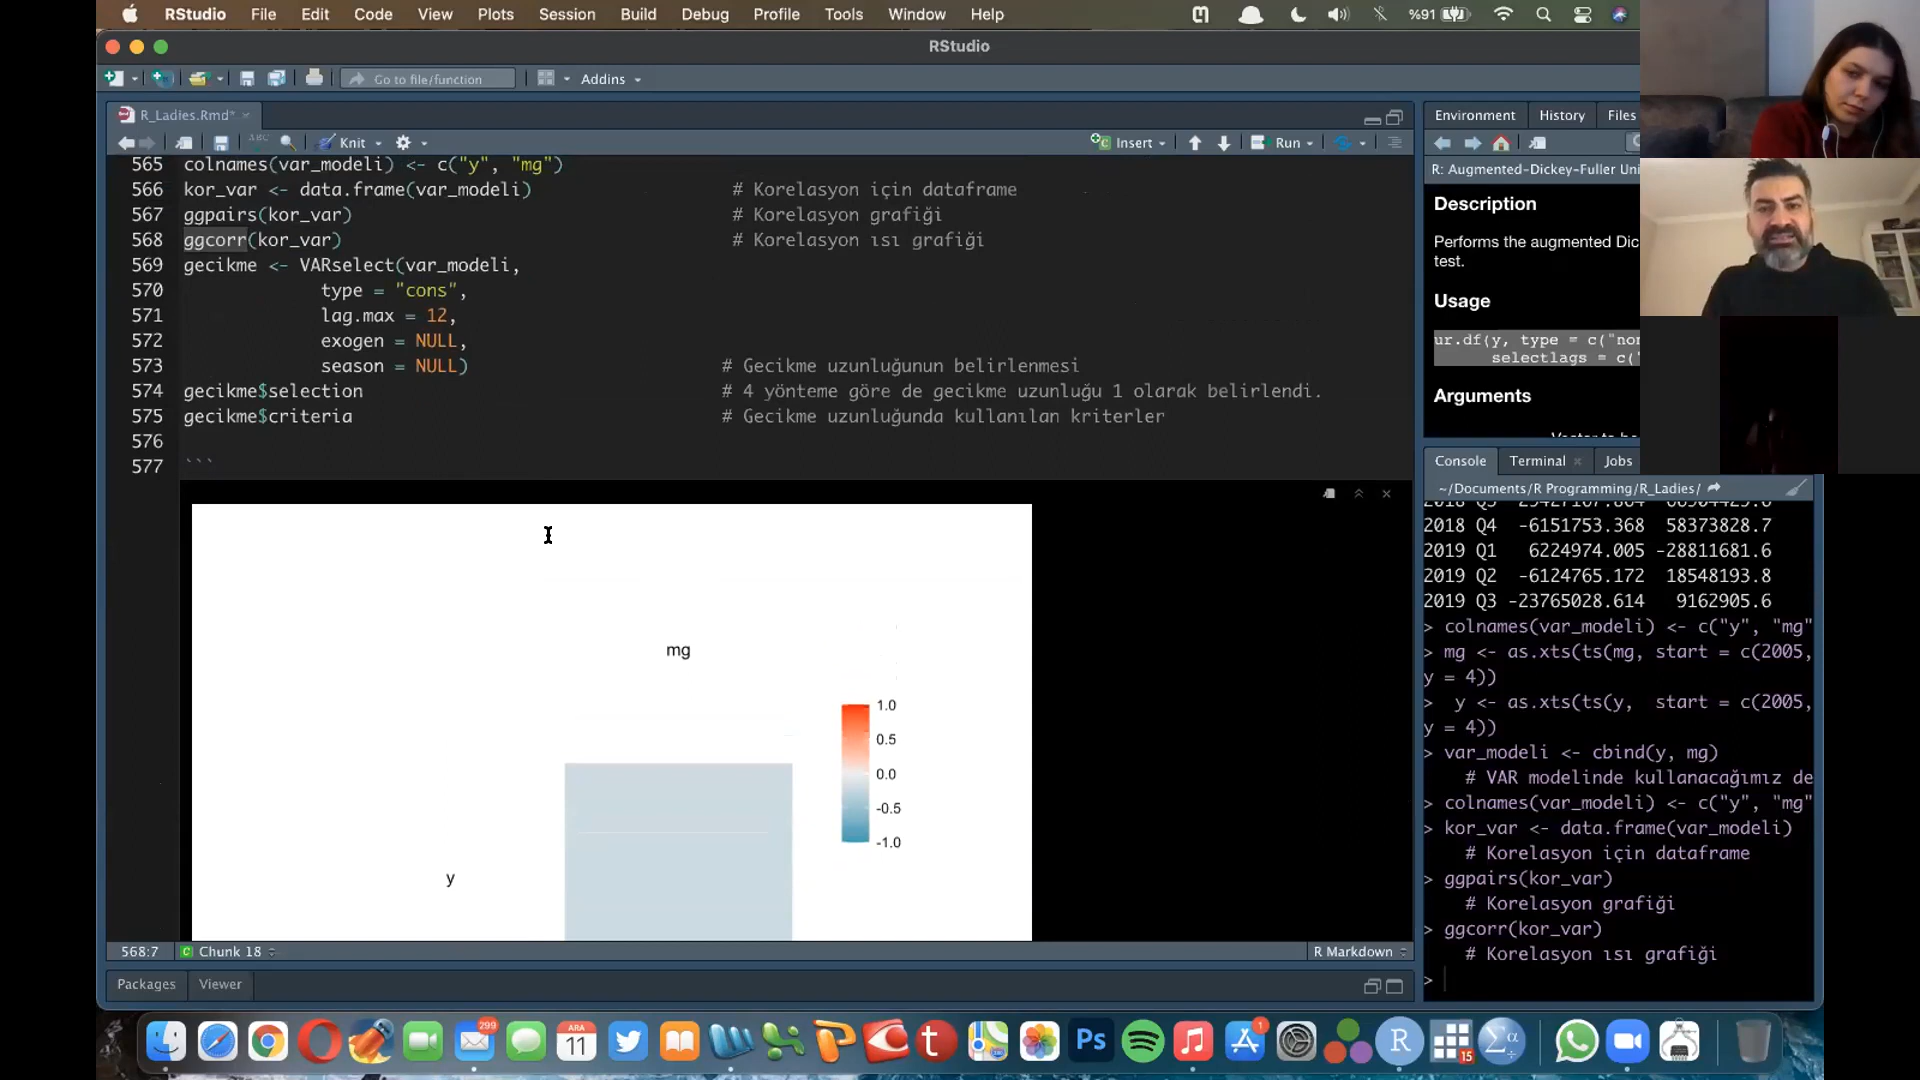 RStudio File Edit Code View Plots Session Build Debug Profile Tools Window Help %91
RStudio
Go to file/function Addins
R_Ladies.Rmd*
Knit Insert Run
565 colnames(var_modeli) <- c("y", "mg")
566 kor_var <- data.frame(var_modeli) # Korelasyon için dataframe
567 ggpairs(kor_var) # Korelasyon grafiği
568 ggcorr(kor_var) # Korelasyon ısı grafiği
569 gecikme <- VARselect(var_modeli,
570 type = "cons",
571 lag.max = 12,
572 exogen = NULL,
573 season = NULL) # Gecikme uzunluğunun belirlenmesi
574 gecikme$selection # 4 yönteme göre de gecikme uzunluğu 1 olarak belirlendi.
575 gecikme$criteria # Gecikme uzunluğunda kullanılan kriterler
576
577 ```
mg
1.0
0.5
0.0
-0.5
-1.0
y
568:7 Chunk 18 R Markdown
Packages Viewer
Environment History Files
R: Augmented-Dickey-Fuller Uni
Description
Performs the augmented Dic
test.
Usage
ur.df(y, type = c("nor
selectlags = c("
Arguments
Console Terminal Jobs
~/Documents/R Programming/R_Ladies/
2018 Q4 -6151753.368 58373828.7
2019 Q1 6224974.005 -28811681.6
2019 Q2 -6124765.172 18548193.8
2019 Q3 -23765028.614 9162905.6
> colnames(var_modeli) <- c("y", "mg"
> mg <- as.xts(ts(mg, start = c(2005,
y = 4))
> y <- as.xts(ts(y, start = c(2005,
y = 4))
> var_modeli <- cbind(y, mg)
# VAR modelinde kullanacağımız de
> colnames(var_modeli) <- c("y", "mg"
> kor_var <- data.frame(var_modeli)
# Korelasyon için dataframe
> ggpairs(kor_var)
# Korelasyon grafiği
> ggcorr(kor_var)
# Korelasyon ısı grafiği
>
299
ARA
11
Ps
1
R
15
Σα